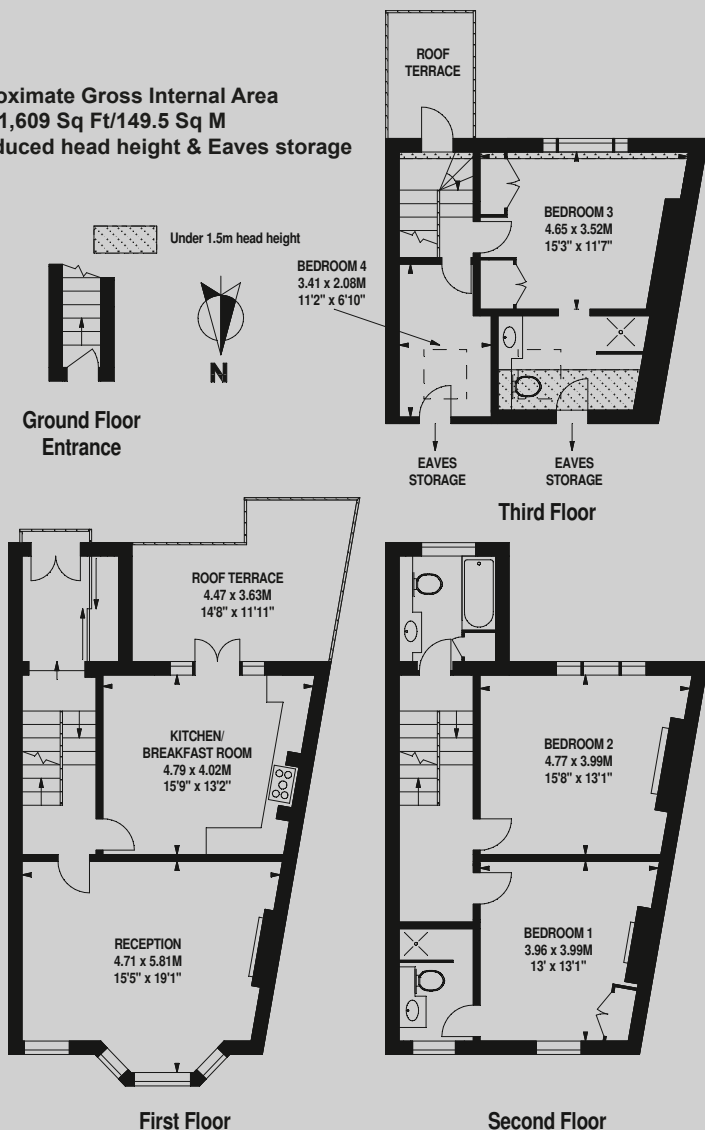 oximate Gross Internal Area
1,609 Sq Ft/149.5 Sq M
duced head height & Eaves storage
Under 1.5m head height
N
Ground Floor
Entrance
ROOF
TERRACE
BEDROOM 3
4.65 x 3.52M
15'3" x 11'7"
BEDROOM 4
3.41 x 2.08M
11'2" x 6'10"
EAVES
STORAGE
EAVES
STORAGE
Third Floor
ROOF TERRACE
4.47 x 3.63M
14'8" x 11'11"
KITCHEN/
BREAKFAST ROOM
4.79 x 4.02M
15'9" x 13'2"
RECEPTION
4.71 x 5.81M
15'5" x 19'1"
First Floor
BEDROOM 2
4.77 x 3.99M
15'8" x 13'1"
BEDROOM 1
3.96 x 3.99M
13' x 13'1"
Second Floor